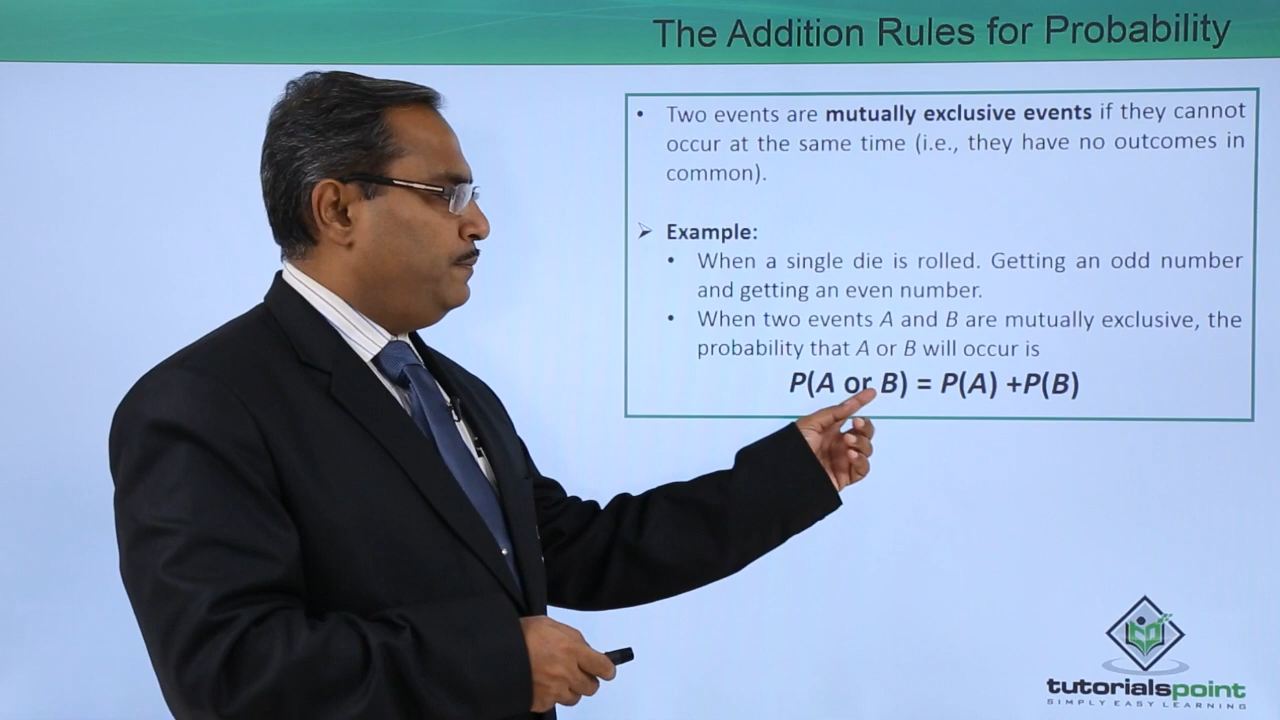 The Addition Rules for Probability
• Two events are mutually exclusive events if they cannot
occur at the same time (i.e., they have no outcomes in
common).
➢ Example:
• When a single die is rolled. Getting an odd number
and getting an even number.
• When two events A and B are mutually exclusive, the
probability that A or B will occur is
P(A or B) = P(A) +P(B)
tutorialspoint
SIMPLY EASY LEARNING